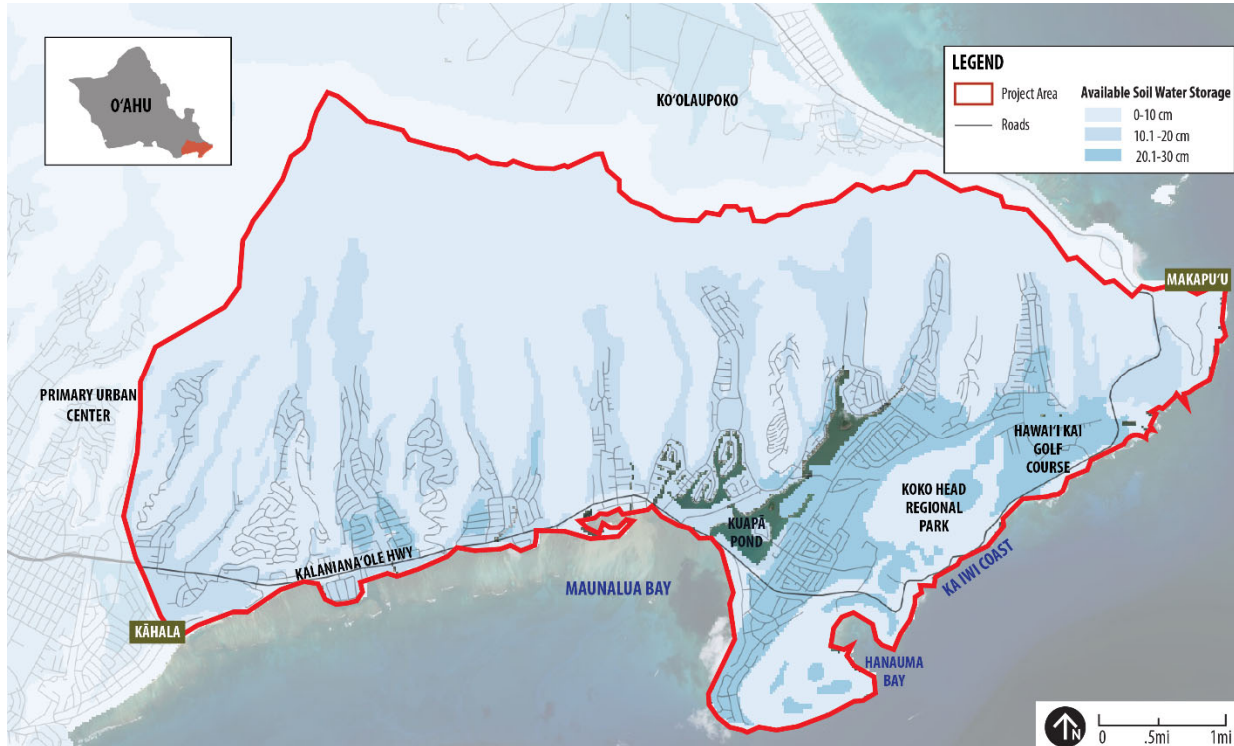 O‘AHU
KO‘OLAUPOKO
LEGEND
Project Area
Roads
Available Soil Water Storage
0-10 cm
10.1 -20 cm
20.1-30 cm
MAKAPU‘U
PRIMARY URBAN
CENTER
HAWAI‘I KAI
GOLF
COURSE
KOKO HEAD
REGIONAL
PARK
KUAPĀ
POND
KALANIANA‘OLE HWY
MAUNALUA BAY
KA IWI COAST
KĀHALA
HANAUMA
BAY
N
0 .5mi 1mi